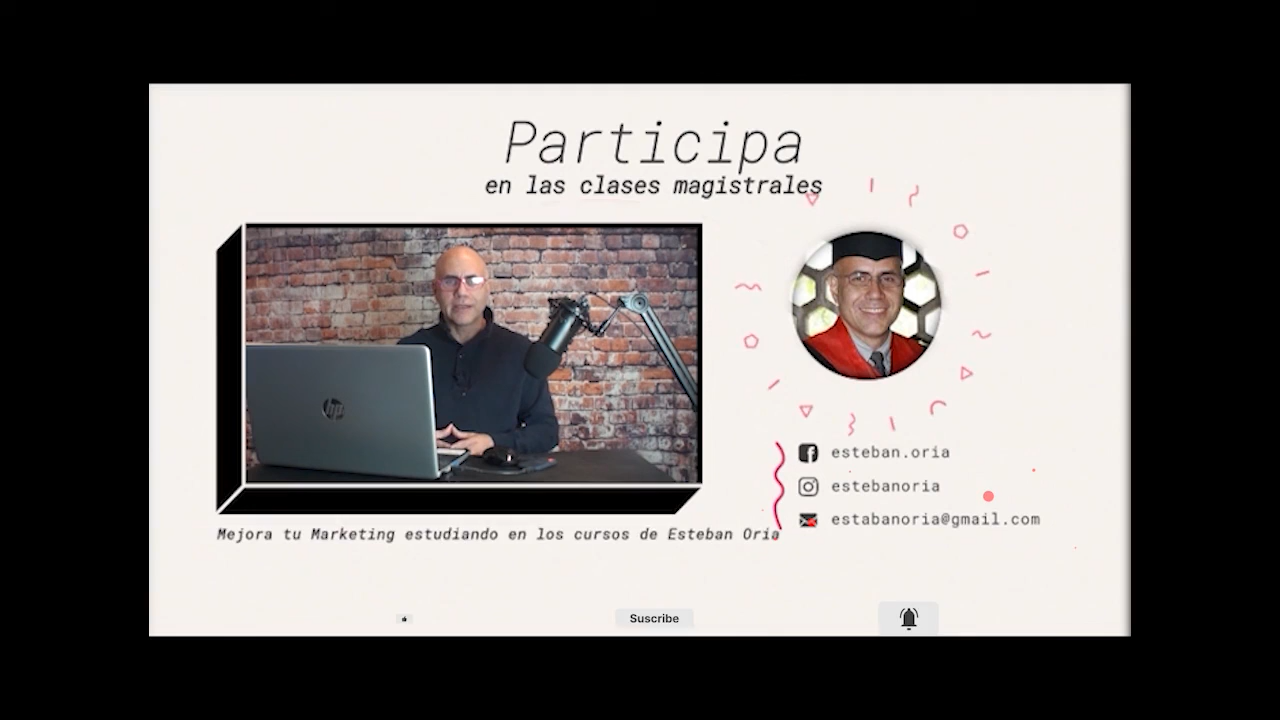 Participa
en las clases magistrales
hp
Mejora tu Marketing estudiando en los cursos de Esteban Oria
esteban.oria
estebanoria
estabanoria@gmail.com
Suscribe